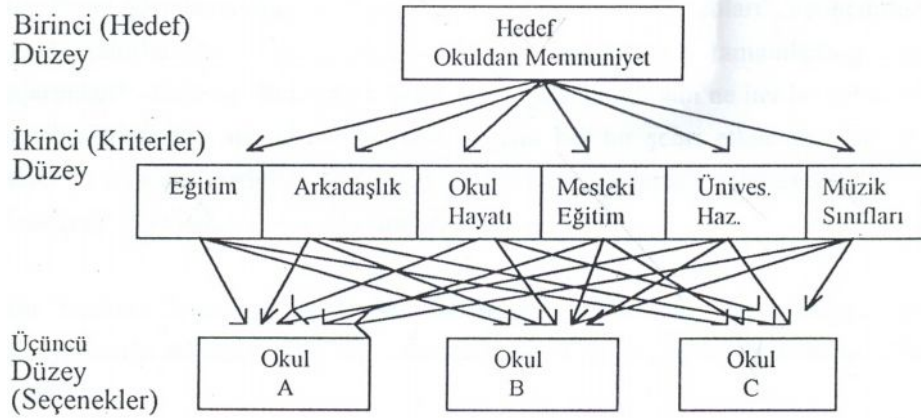 Birinci (Hedef)
Düzey
Hedef
Okuldan Memnuniyet
İkinci (Kriterler)
Düzey
Eğitim
Arkadaşlık
Okul
Hayatı
Mesleki
Eğitim
Ünives.
Haz.
Müzik
Sınıfları
Üçüncü
Düzey
(Seçenekler)
Okul
A
Okul
B
Okul
C